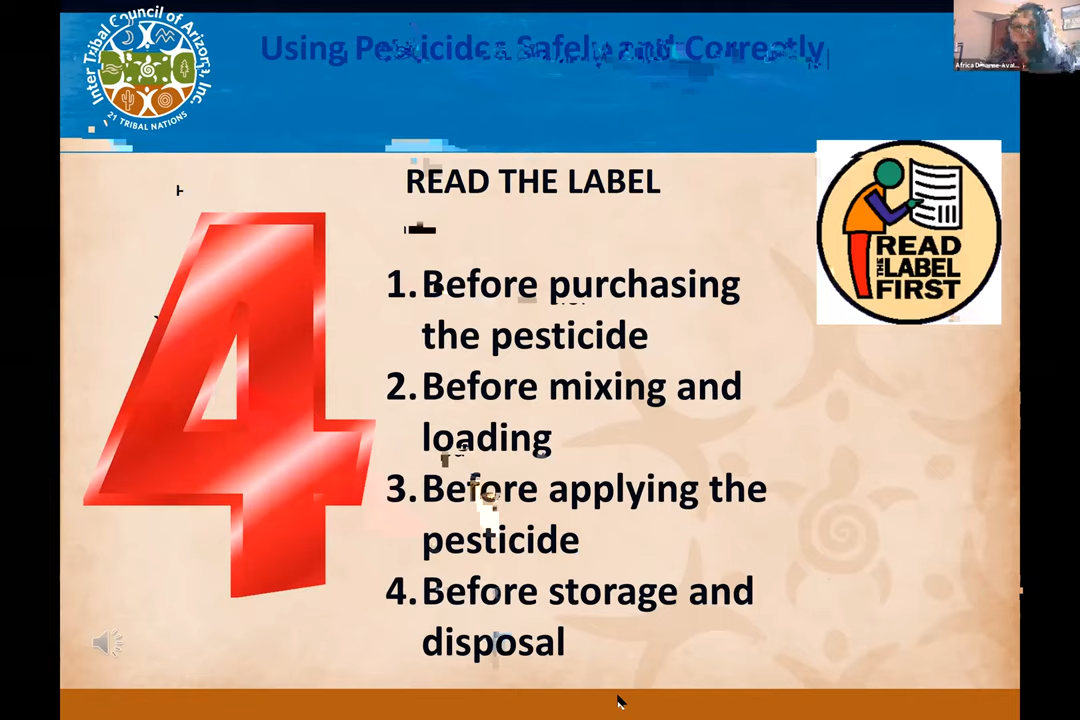 Inter Tribal Council of Arizona, Inc.
21 TRIBAL NATIONS
Using Pesticides Safely and Correctly
READ THE LABEL
4
1. Before purchasing
the pesticide
2. Before mixing and
loading
3. Before applying the
pesticide
4. Before storage and
disposal
READ
THE LABEL
FIRST
Africa